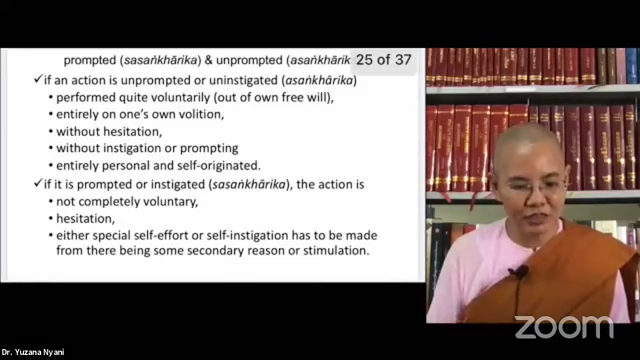 prompted (sasaṅkhārika) & unprompted (asaṅkhārik
25 of 37
✓if an action is unprompted or uninstigated (asaṅkhārika)
• performed quite voluntarily (out of own free will),
• entirely on one's own volition,
• without hesitation,
• without instigation or prompting
• entirely personal and self-originated.
✓if it is prompted or instigated (sasaṅkhārika), the action is
• not completely voluntary,
• hesitation,
• either special self-effort or self-instigation has to be made
from there being some secondary reason or stimulation.
zoom
Dr. Yuzana Nyani